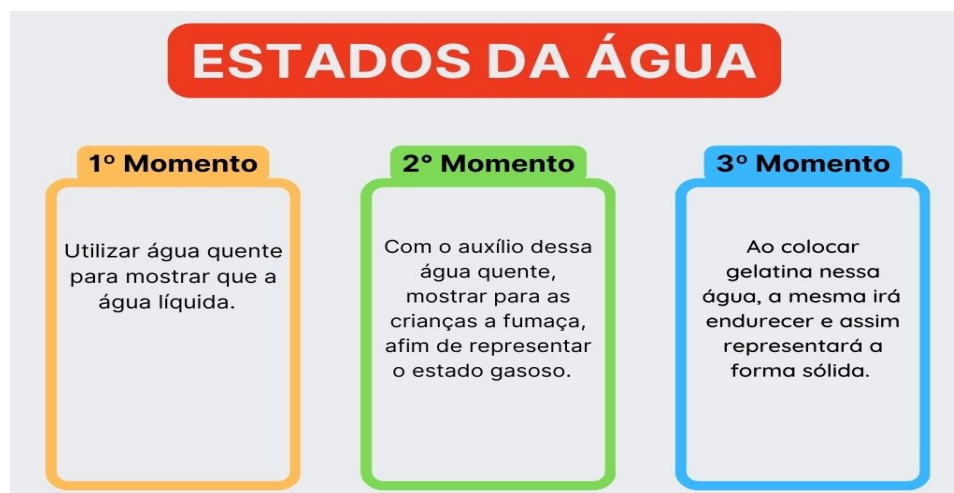 ESTADOS DA ÁGUA
1º Momento
Utilizar água quente
para mostrar que a
água líquida.
2° Momento
Com o auxílio dessa
água quente,
mostrar para as
crianças a fumaça,
afim de representar
o estado gasoso.
3º Momento
Ao colocar
gelatina nessa
água, a mesma irá
endurecer e assim
representará a
forma sólida.